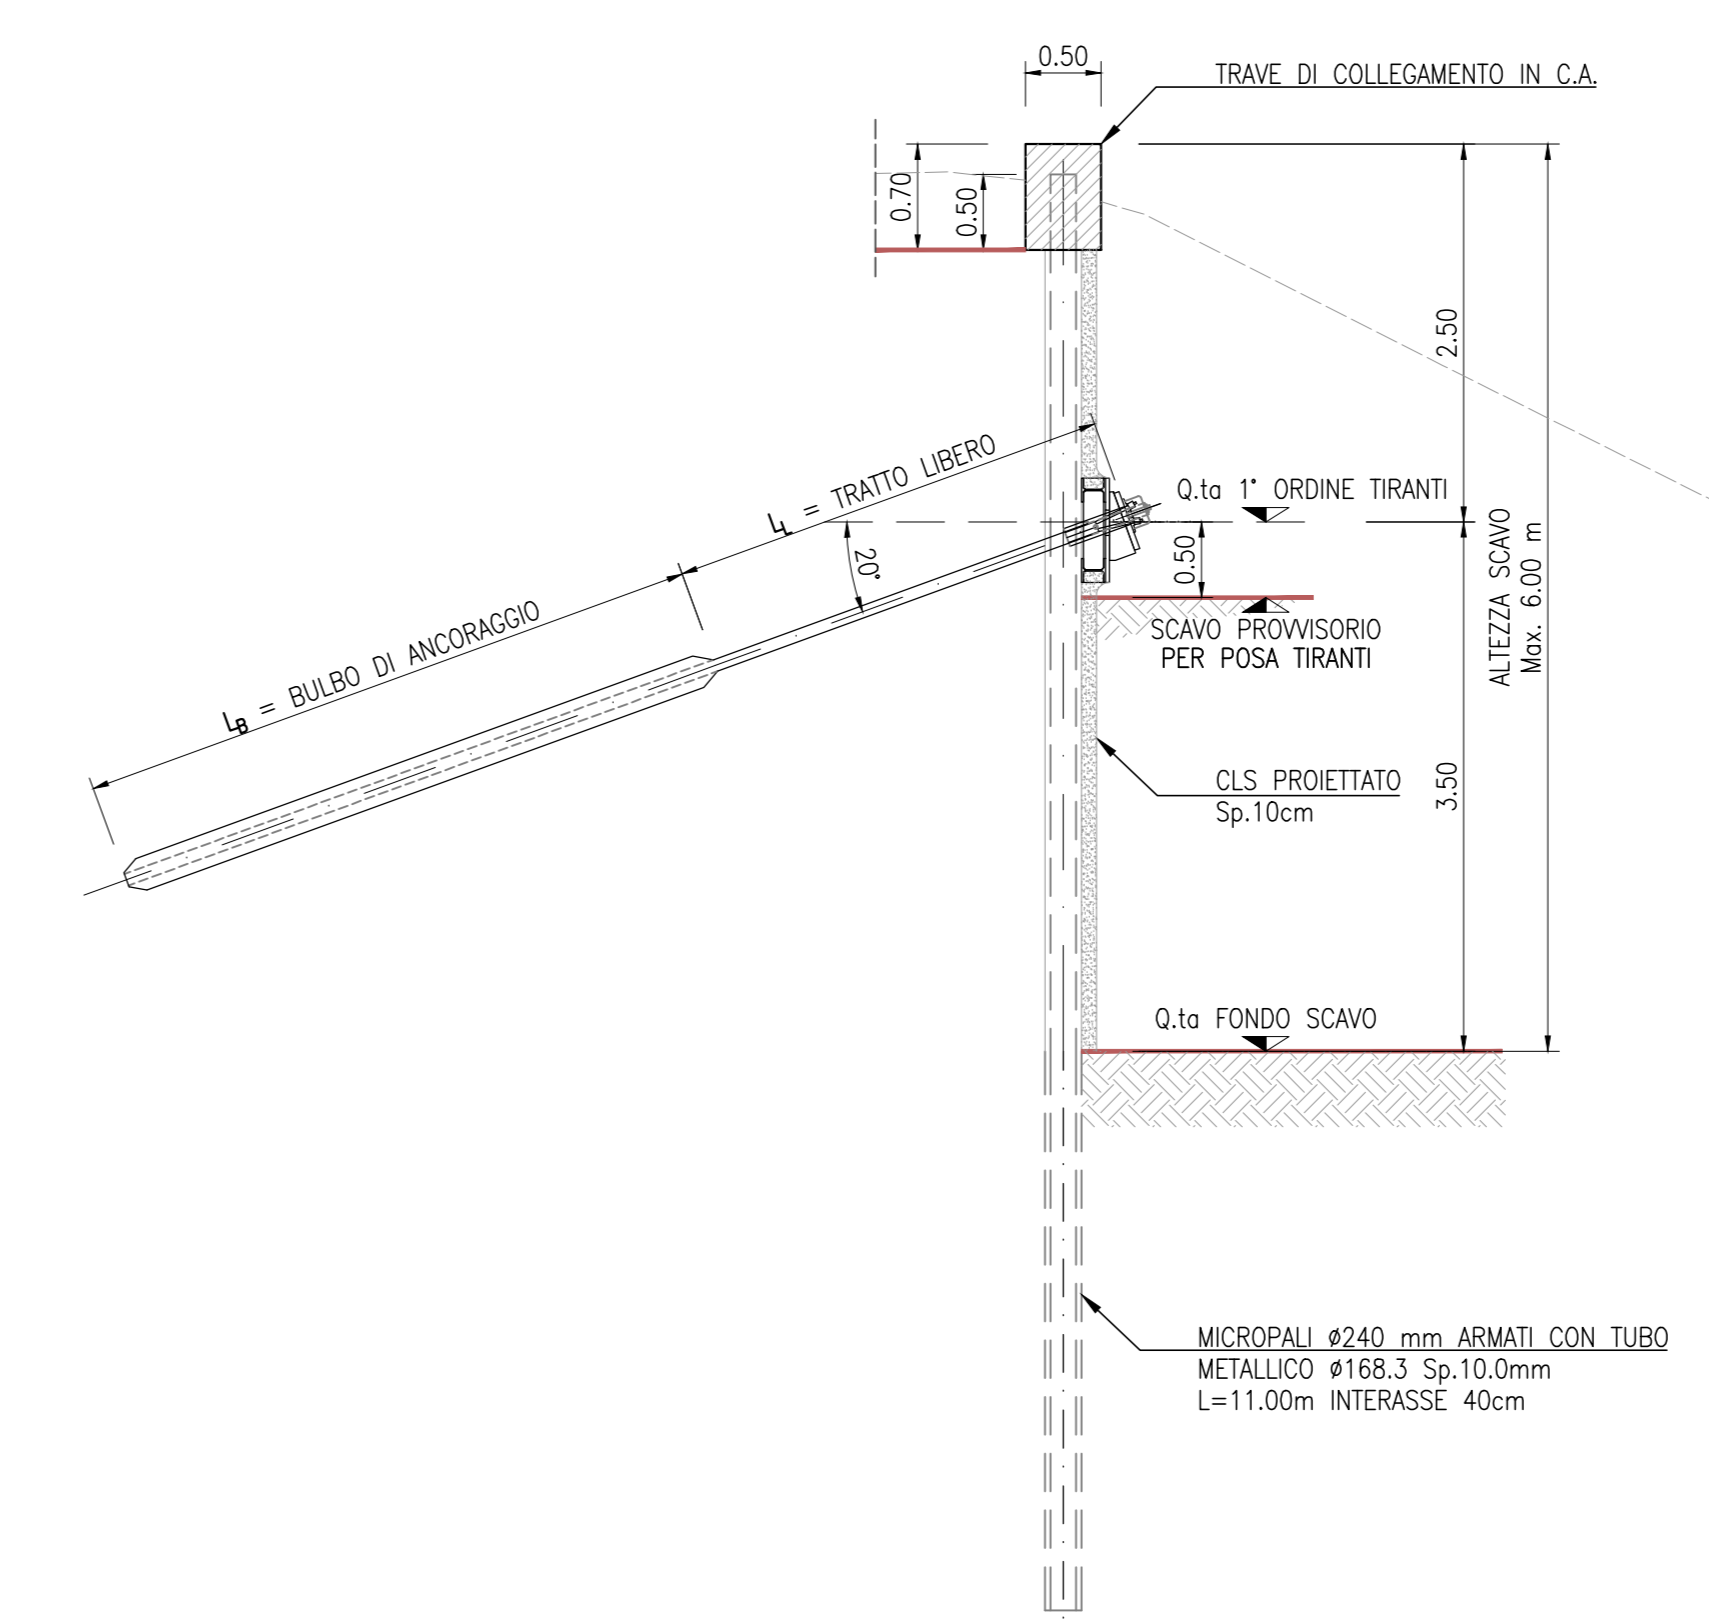 0.50
TRAVE DI COLLEGAMENTO IN C.A.
0.70
0.50
2.50
L_L = TRATTO LIBERO
Q.ta 1° ORDINE TIRANTI
20°
0.50
ALTEZZA SCAVO
Max. 6.00 m
L_B = BULBO DI ANCORAGGIO
SCAVO PROVVISORIO
PER POSA TIRANTI
CLS PROIETTATO
Sp.10cm
3.50
Q.ta FONDO SCAVO
MICROPALI ø240 mm ARMATI CON TUBO
METALLICO ø168.3 Sp.10.0mm
L=11.00m INTERASSE 40cm